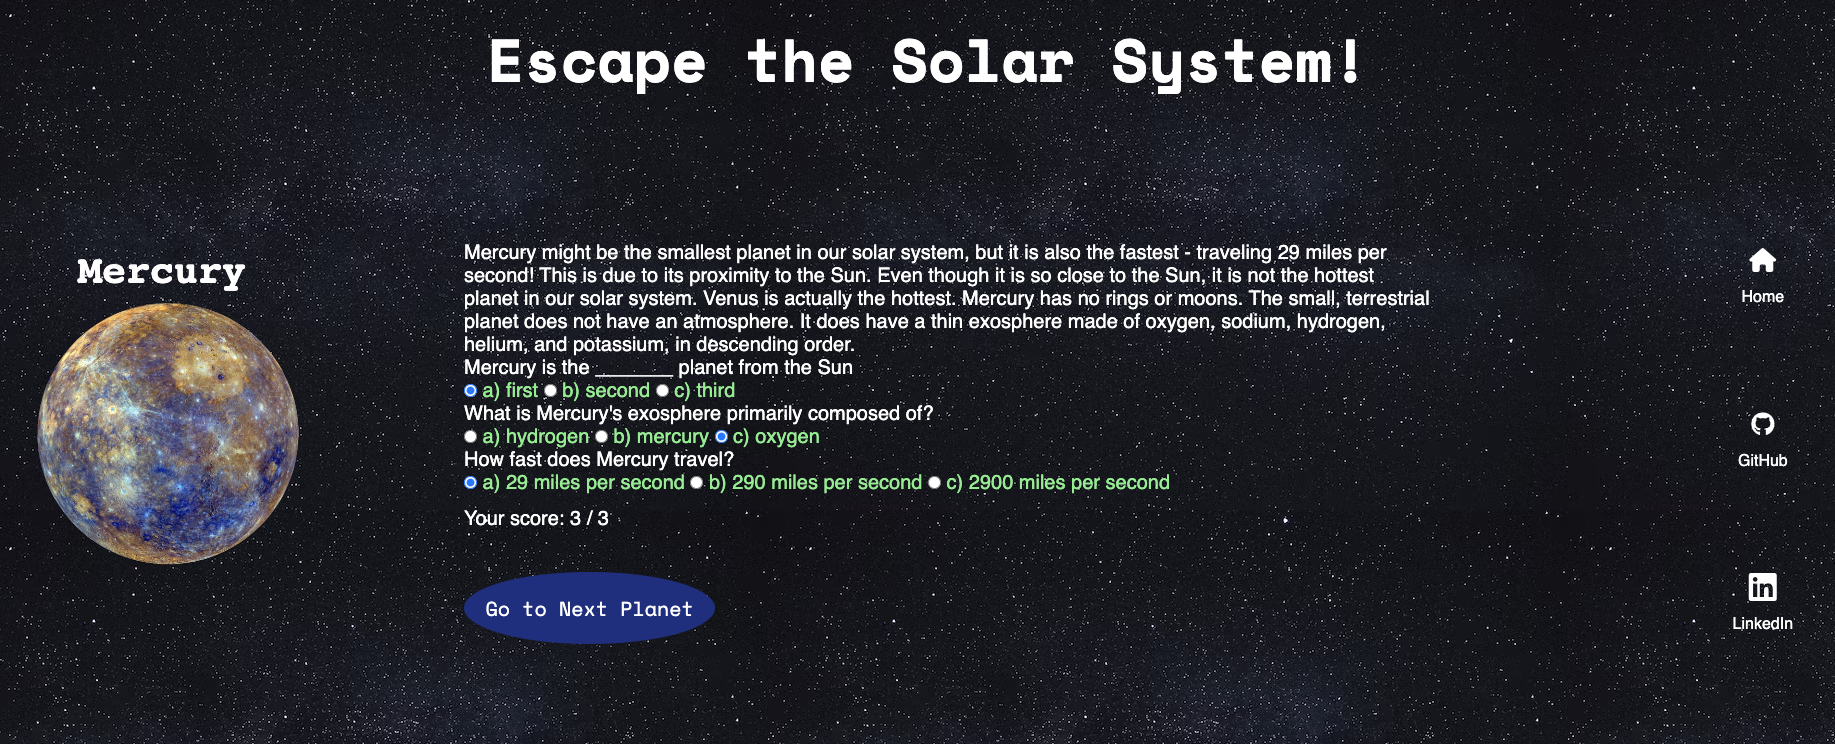 Escape the Solar System!
Mercury
Mercury might be the smallest planet in our solar system, but it is also the fastest - traveling 29 miles per
second! This is due to its proximity to the Sun. Even though it is so close to the Sun, it is not the hottest
planet in our solar system. Venus is actually the hottest. Mercury has no rings or moons. The small, terrestrial
planet does not have an atmosphere. It does have a thin exosphere made of oxygen, sodium, hydrogen,
helium, and potassium, in descending order.
Mercury is the _______ planet from the Sun
a) first b) second c) third
What is Mercury's exosphere primarily composed of?
a) hydrogen b) mercury c) oxygen
How fast does Mercury travel?
a) 29 miles per second b) 290 miles per second c) 2900 miles per second
Your score: 3 / 3
Go to Next Planet
Home
GitHub
in
LinkedIn